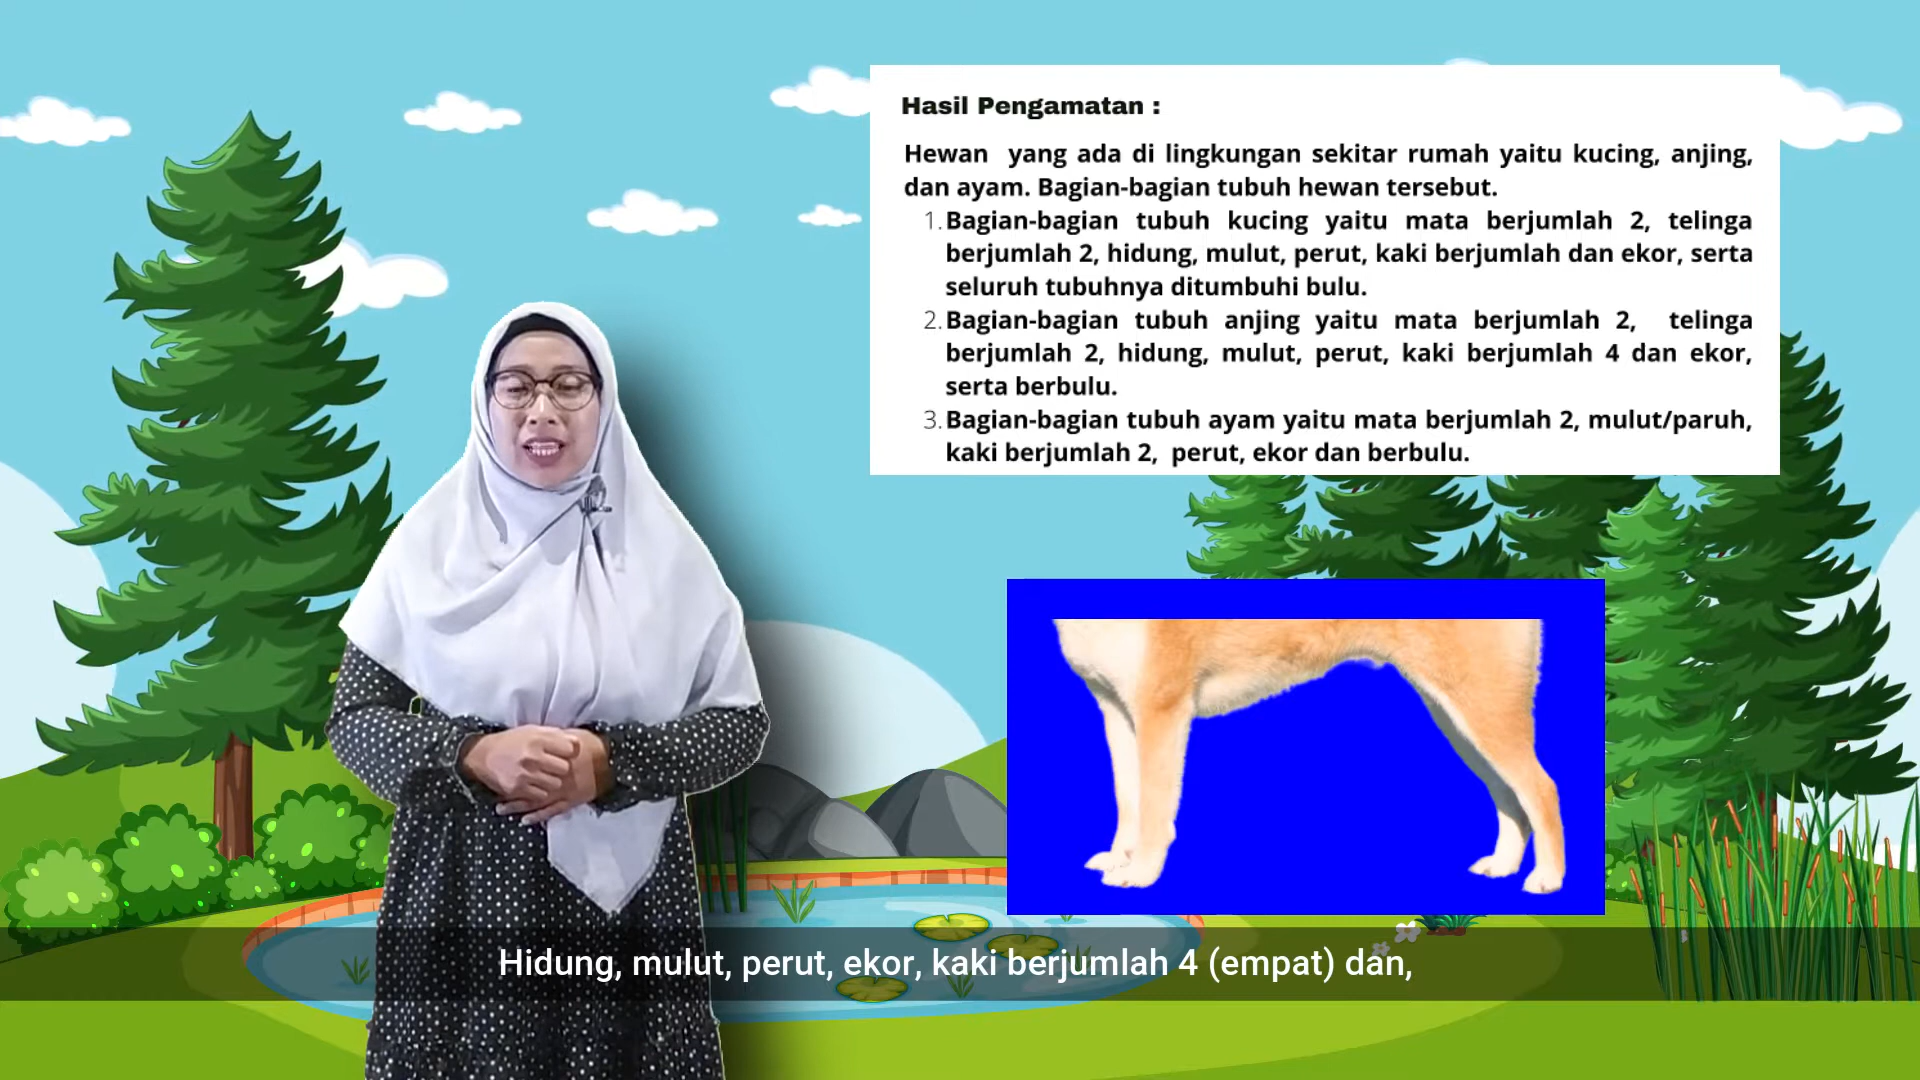 Hasil Pengamatan :
Hewan yang ada di lingkungan sekitar rumah yaitu kucing, anjing,
dan ayam. Bagian-bagian tubuh hewan tersebut.
1. Bagian-bagian tubuh kucing yaitu mata berjumlah 2, telinga
berjumlah 2, hidung, mulut, perut, kaki berjumlah dan ekor, serta
seluruh tubuhnya ditumbuhi bulu.
2. Bagian-bagian tubuh anjing yaitu mata berjumlah 2, telinga
berjumlah 2, hidung, mulut, perut, kaki berjumlah 4 dan ekor,
serta berbulu.
3. Bagian-bagian tubuh ayam yaitu mata berjumlah 2, mulut/paruh,
kaki berjumlah 2, perut, ekor dan berbulu.
Hidung, mulut, perut, ekor, kaki berjumlah 4 (empat) dan,